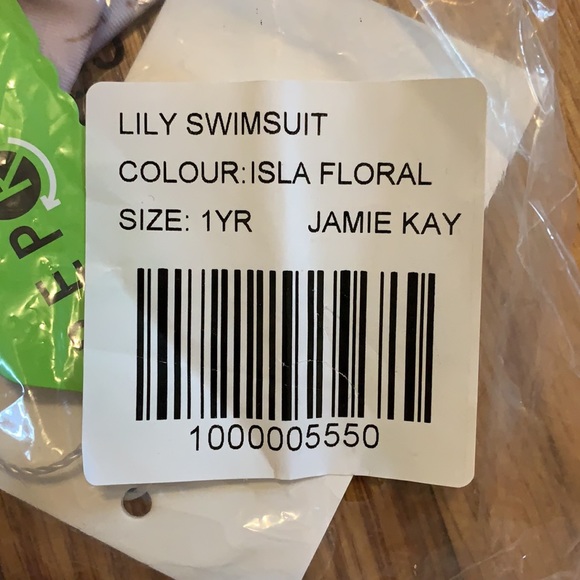 LILY SWIMSUIT
COLOUR:ISLA FLORAL
SIZE: 1YR JAMIE KAY
1000005550